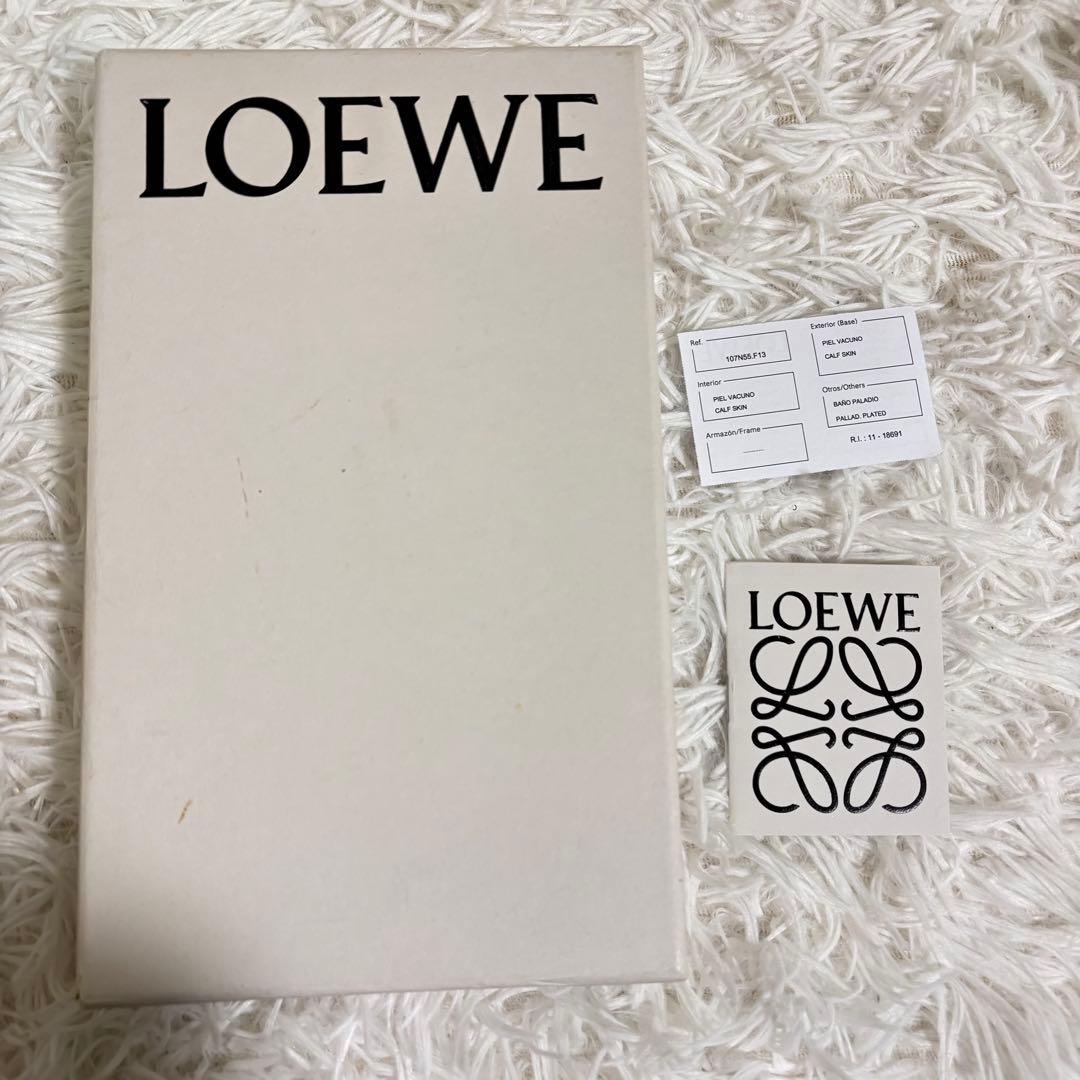 LOEWE
Ref.
107N55.F13
Interior
PIEL VACUNO
CALF SKIN
Armazón/Frame
Exterior (Base)
PIEL VACUNO
CALF SKIN
Otros/Others
BAÑO PALADIO
PALLAD. PLATED
R.I. : 11 - 18691
LOEWE